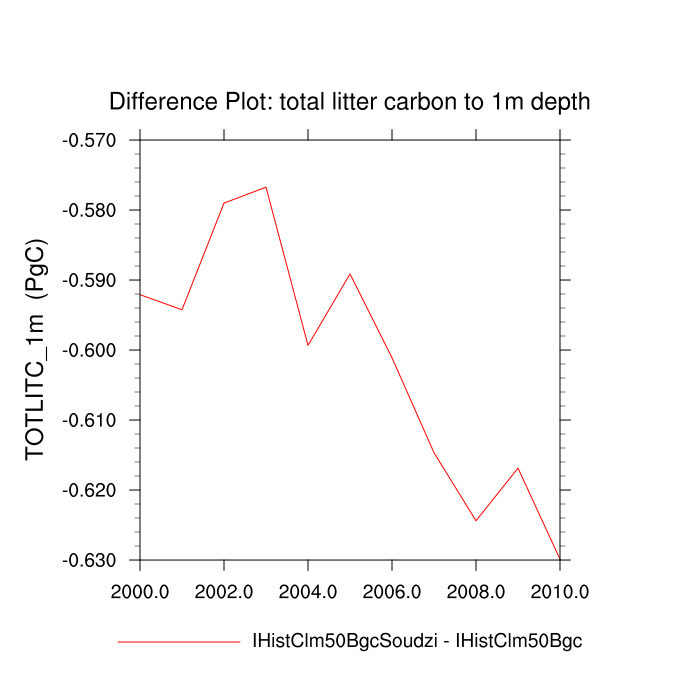 Difference Plot: total litter carbon to 1m depth
-0.570
-0.580
-0.590
-0.600
-0.610
-0.620
-0.630
TOTLITC_1m (PgC)
2000.0 2002.0 2004.0 2006.0 2008.0 2010.0
IHistClm50BgcSoudzi - IHistClm50Bgc